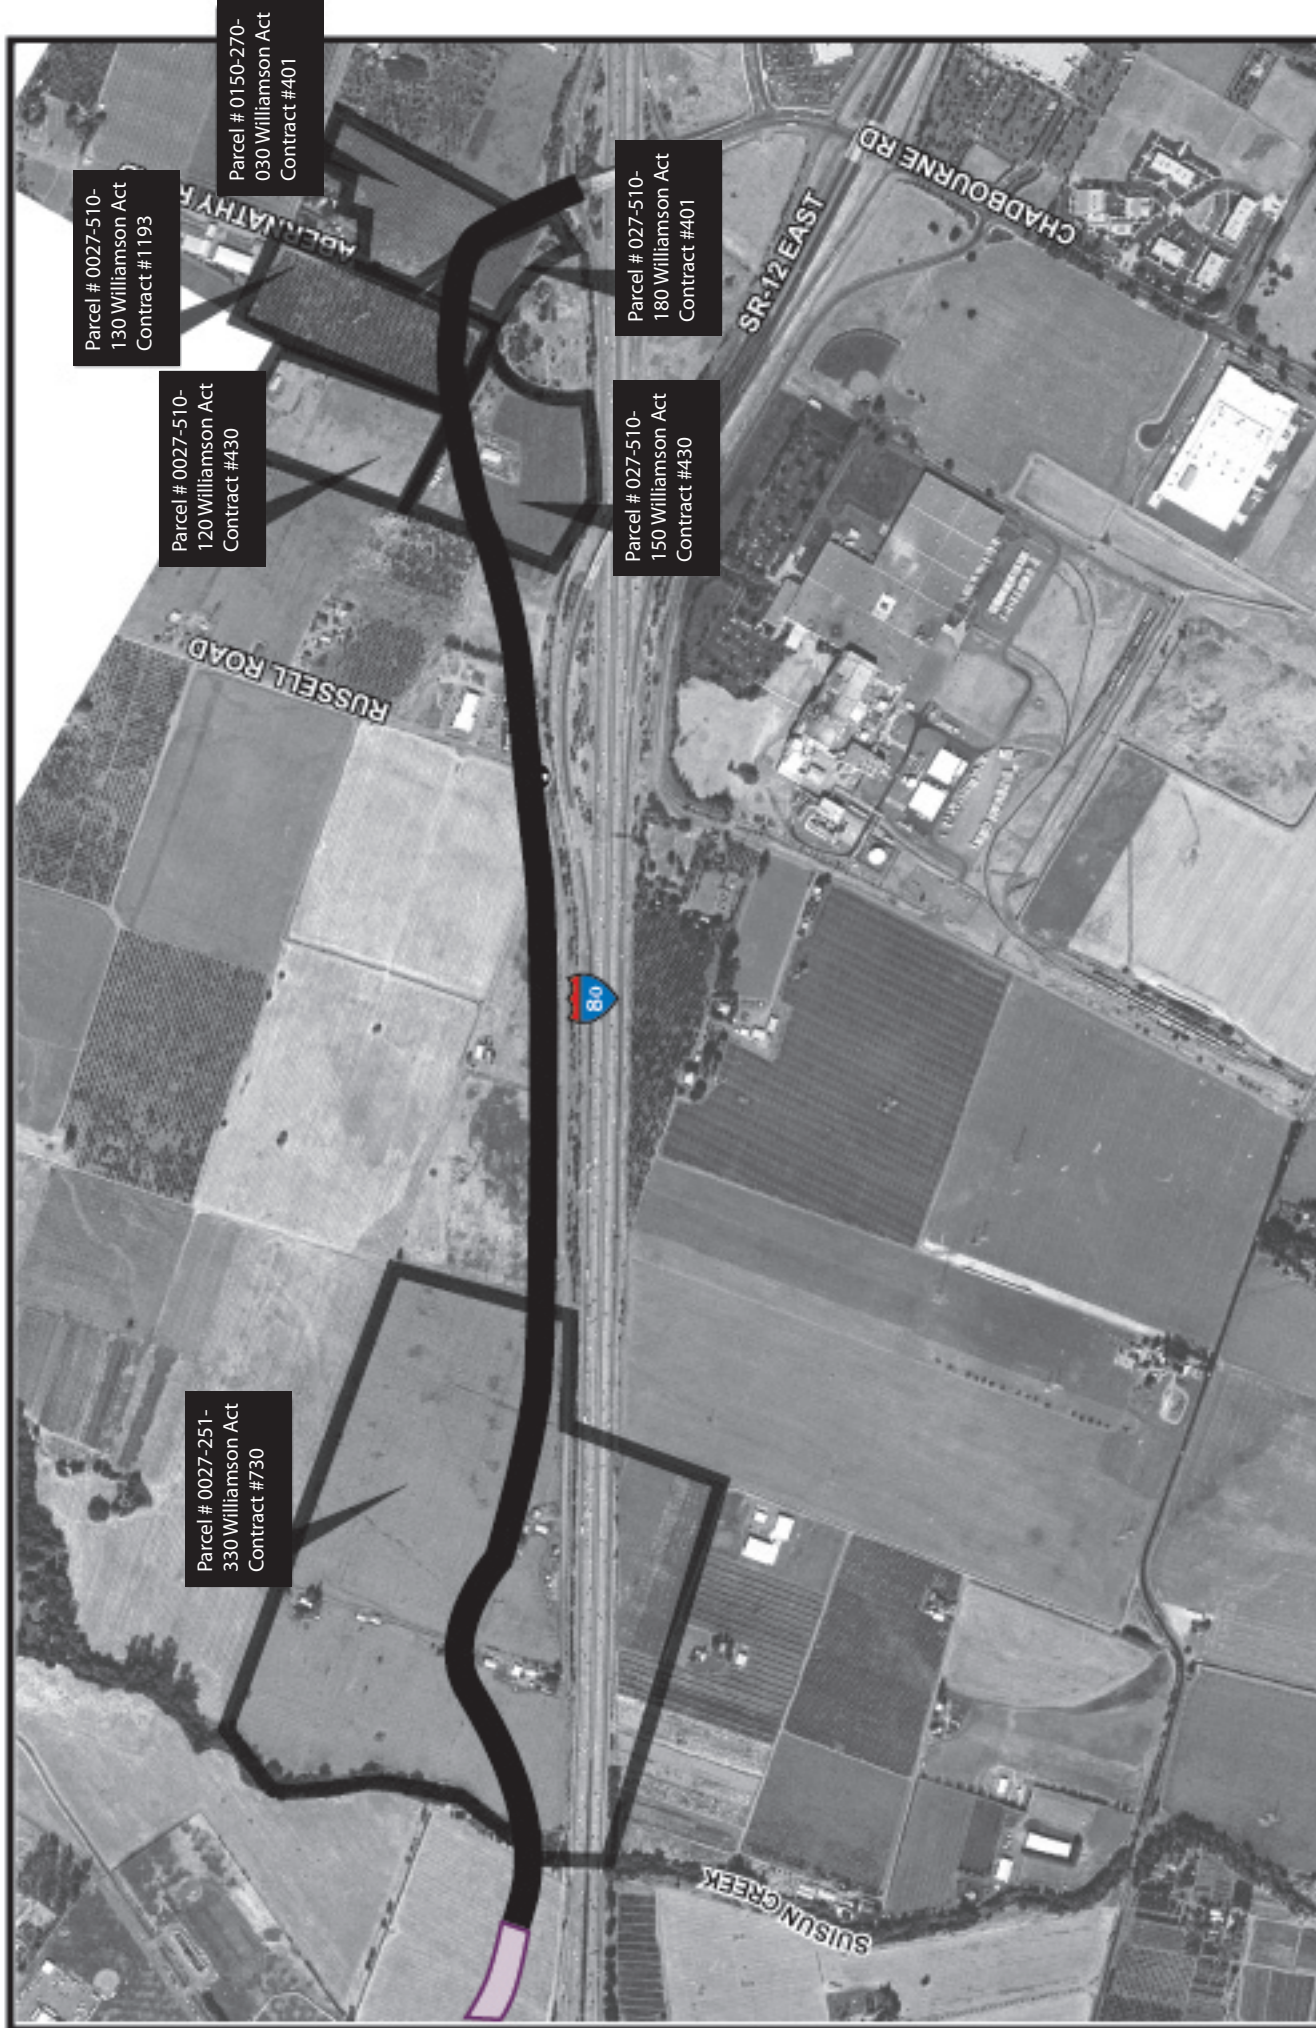 Parcel # 0150-270-
030 Williamson Act
Contract #401
Parcel # 0027-510-
130 Williamson Act
Contract #1193
Parcel # 0027-510-
120 Williamson Act
Contract #430
Parcel # 027-510-
180 Williamson Act
Contract #401
Parcel # 027-510-
150 Williamson Act
Contract #430
Parcel # 0027-251-
330 Williamson Act
Contract #730
ABERNATHY
RUSSELL ROAD
SR-12 EAST
CHADBOURNE RD
80
SUISUN CREEK